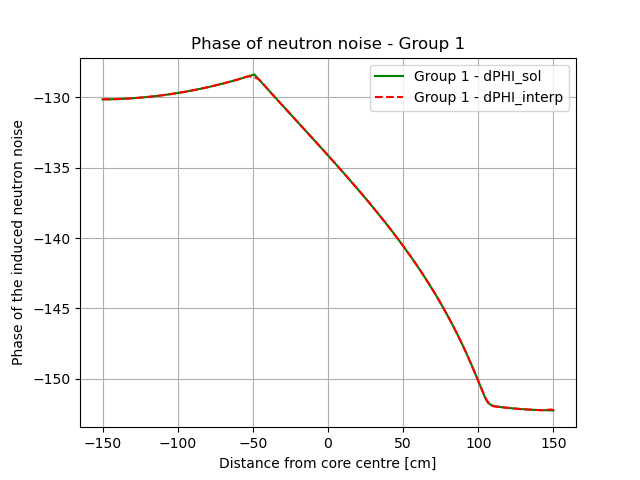 Phase of neutron noise - Group 1
Group 1 - dPHI_sol
Group 1 - dPHI_interp
Phase of the induced neutron noise
−130
−135
−140
−145
−150
−150
−100
−50
0
50
100
150
Distance from core centre [cm]